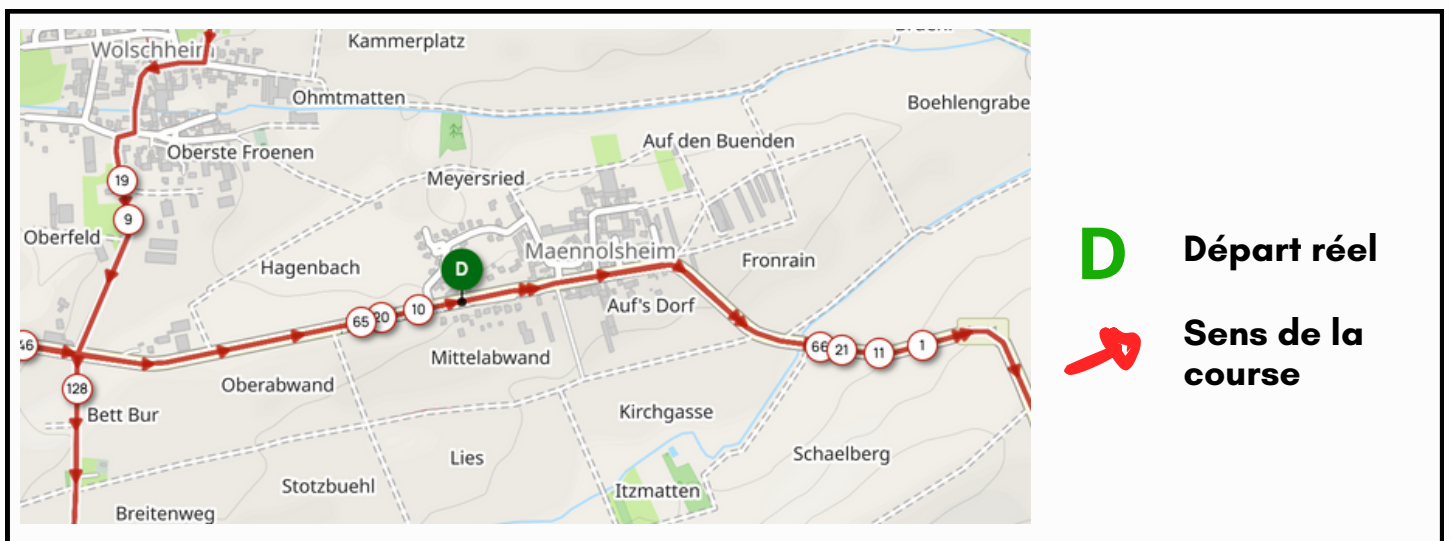 Wolschheim
Kammerplatz
Ohmtmatten
Boehlengrabe
Auf den Buenden
Oberste Froenen
Meyersried
19
9
Oberfeld
Maennolsheim
Fronrain
Hagenbach
D
Auf's Dorf
10
20
65
46
66
21
11
1
Mittelabwand
Oberabwand
128
Bett Bur
Kirchgasse
Schaelberg
Lies
Stotzbuehl
Itzmatten
Breitenweg
D
Départ réel
Sens de la
course